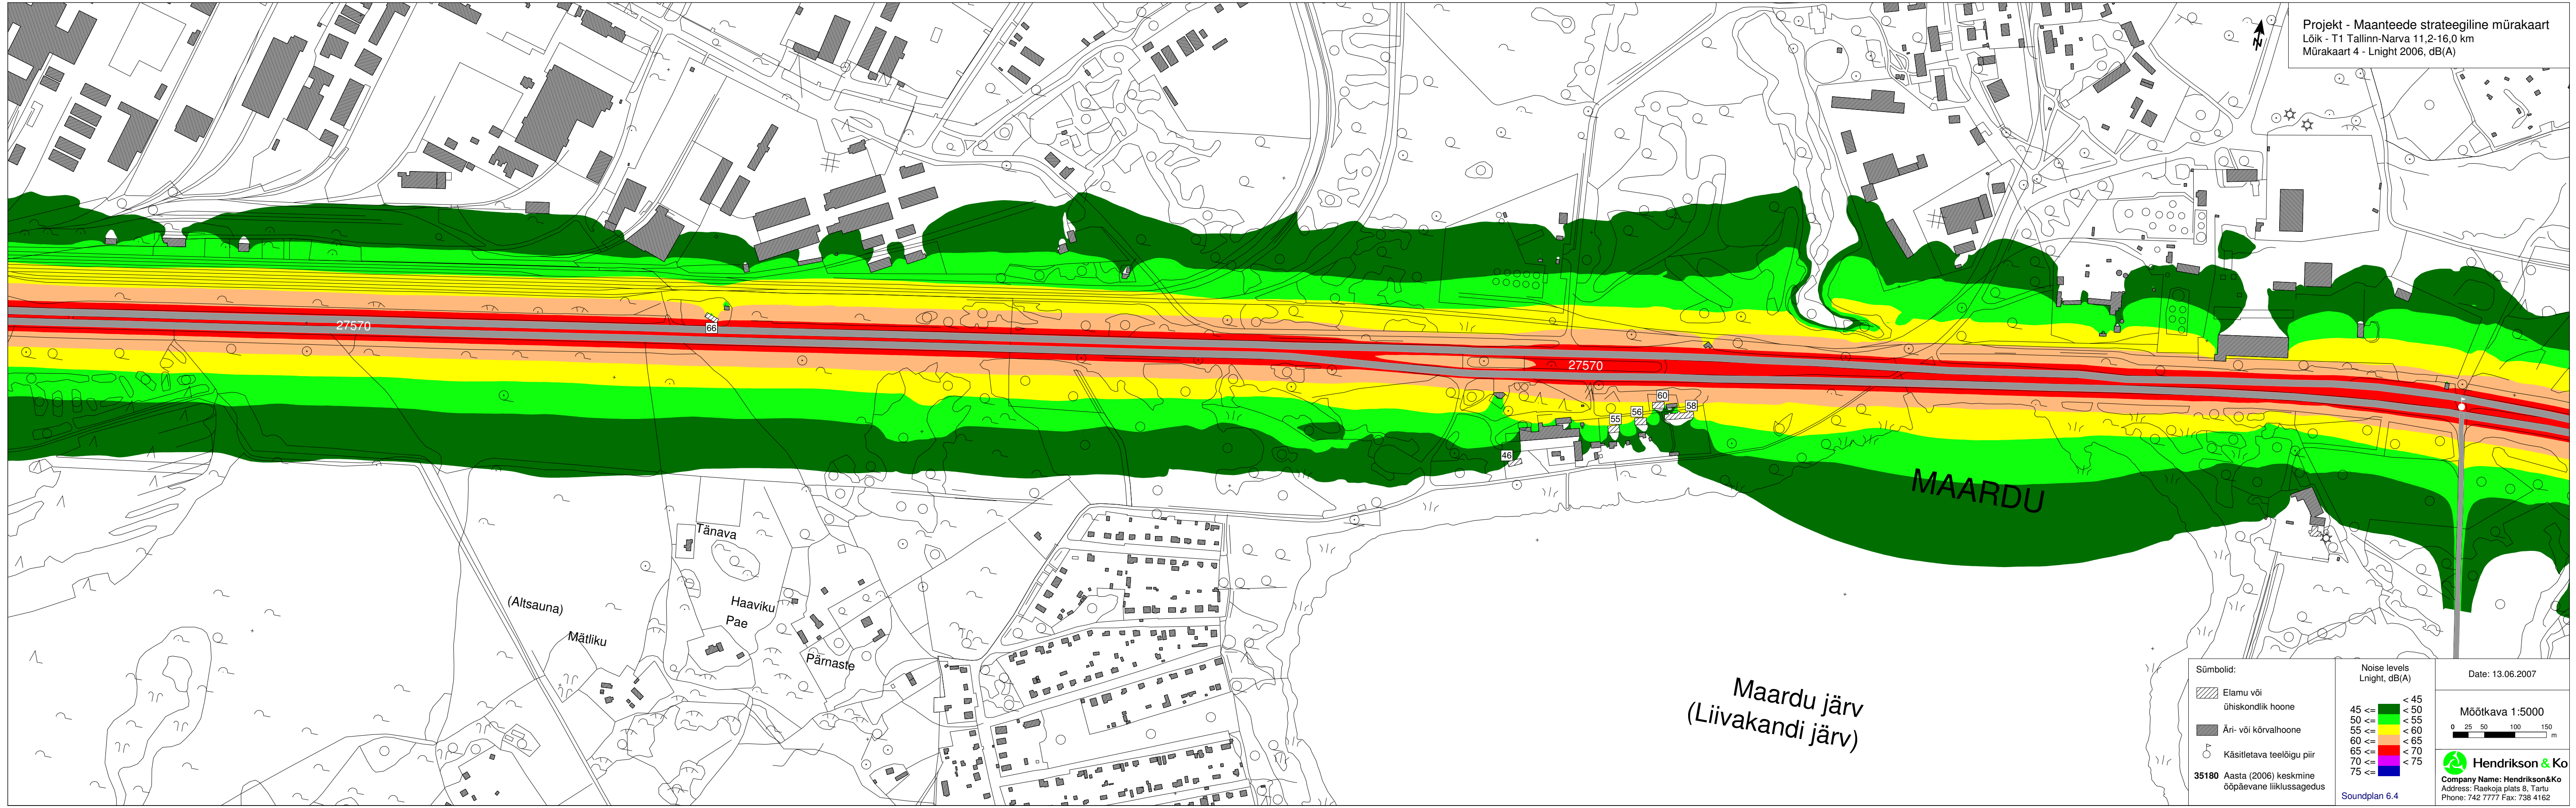 Projekt - Maanteede strateegiline mürakaart
Lõik - T1 Tallinn-Narva 11,2-16,0 km
Mürakaart 4 - Lnight 2006, dB(A)
N
27570
66
27570
60
58
56
55
46
MAARDU
Tänava
(Altsauna)
Haaviku
Pae
Mätliku
Pärnaste
Maardu järv
(Liivakandi järv)
Sümbolid:
Elamu või
ühiskondlik hoone
Äri- või kõrvalhoone
Käsitletava teelõigu piir
35180 Aasta (2006) keskmine
ööpäevane liiklussagedus
Noise levels
Lnight, dB(A)
< 45
45 <= < 50
50 <= < 55
55 <= < 60
60 <= < 65
65 <= < 70
70 <= < 75
75 <=
Soundplan 6.4
Date: 13.06.2007
Mõõtkava 1:5000
0 25 50 100 150
m
Hendrikson & Ko
Company Name: Hendrikson&Ko
Address: Raekoja plats 8, Tartu
Phone: 742 7777 Fax: 738 4162